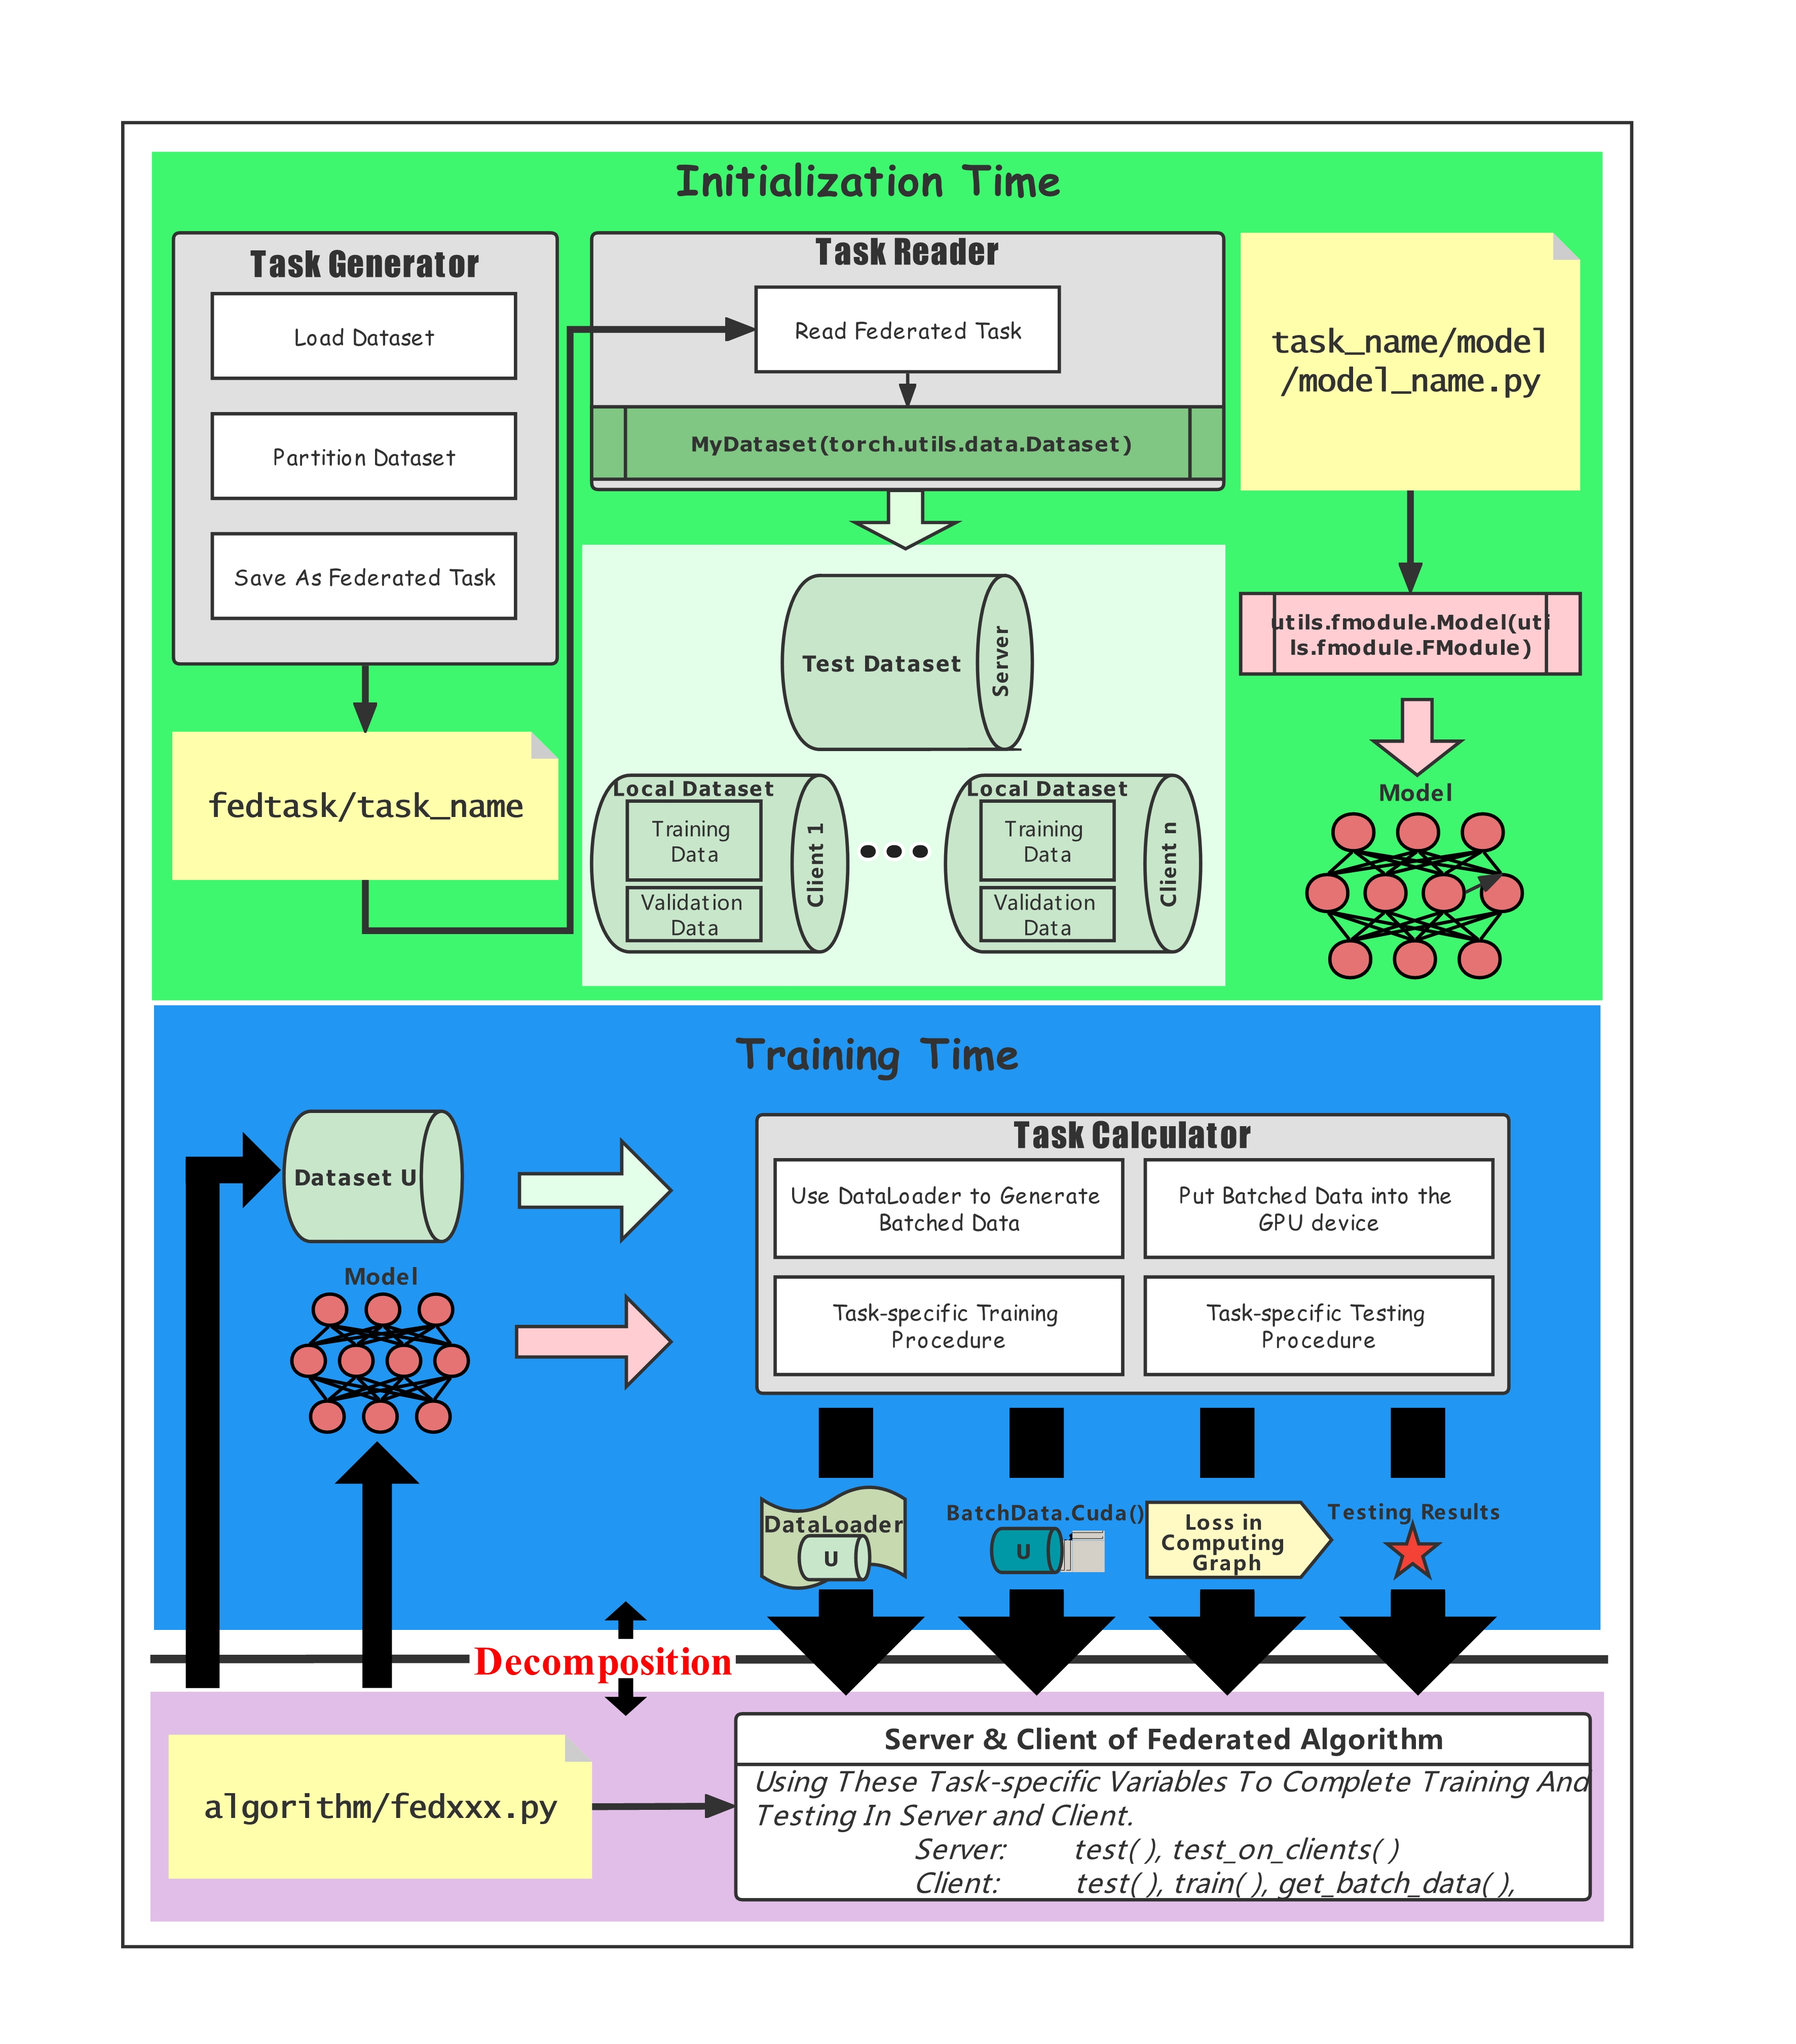 Initialization Time
Task Generator
Load Dataset
Partition Dataset
Save As Federated Task
fedtask/task_name
Task Reader
Read Federated Task
MyDataset(torch.utils.data.Dataset)
Test Dataset
Server
Local Dataset
Training
Data
Validation
Data
Client 1
Local Dataset
Training
Data
Validation
Data
Client n
task_name/model
/model_name.py
utils.fmodule.Model(uti
ls.fmodule.FModule)
Model
Training Time
Dataset U
Model
Task Calculator
Use DataLoader to Generate
Batched Data
Put Batched Data into the
GPU device
Task-specific Training
Procedure
Task-specific Testing
Procedure
DataLoader
U
BatchData.Cuda()
U
Loss in
Computing
Graph
Testing Results
Decomposition
algorithm/fedxxx.py
Server & Client of Federated Algorithm
Using These Task-specific Variables To Complete Training And
Testing In Server and Client.
Server: test( ), test_on_clients( )
Client: test( ), train( ), get_batch_data( ),